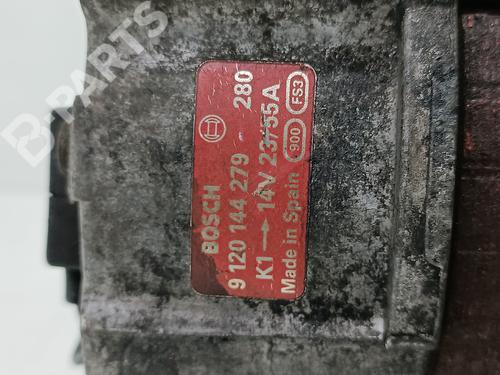 BOSCH
9 120 144 279 280
K1 → 14V 23/55A
Made in Spain 900 FS3
B-PARTS